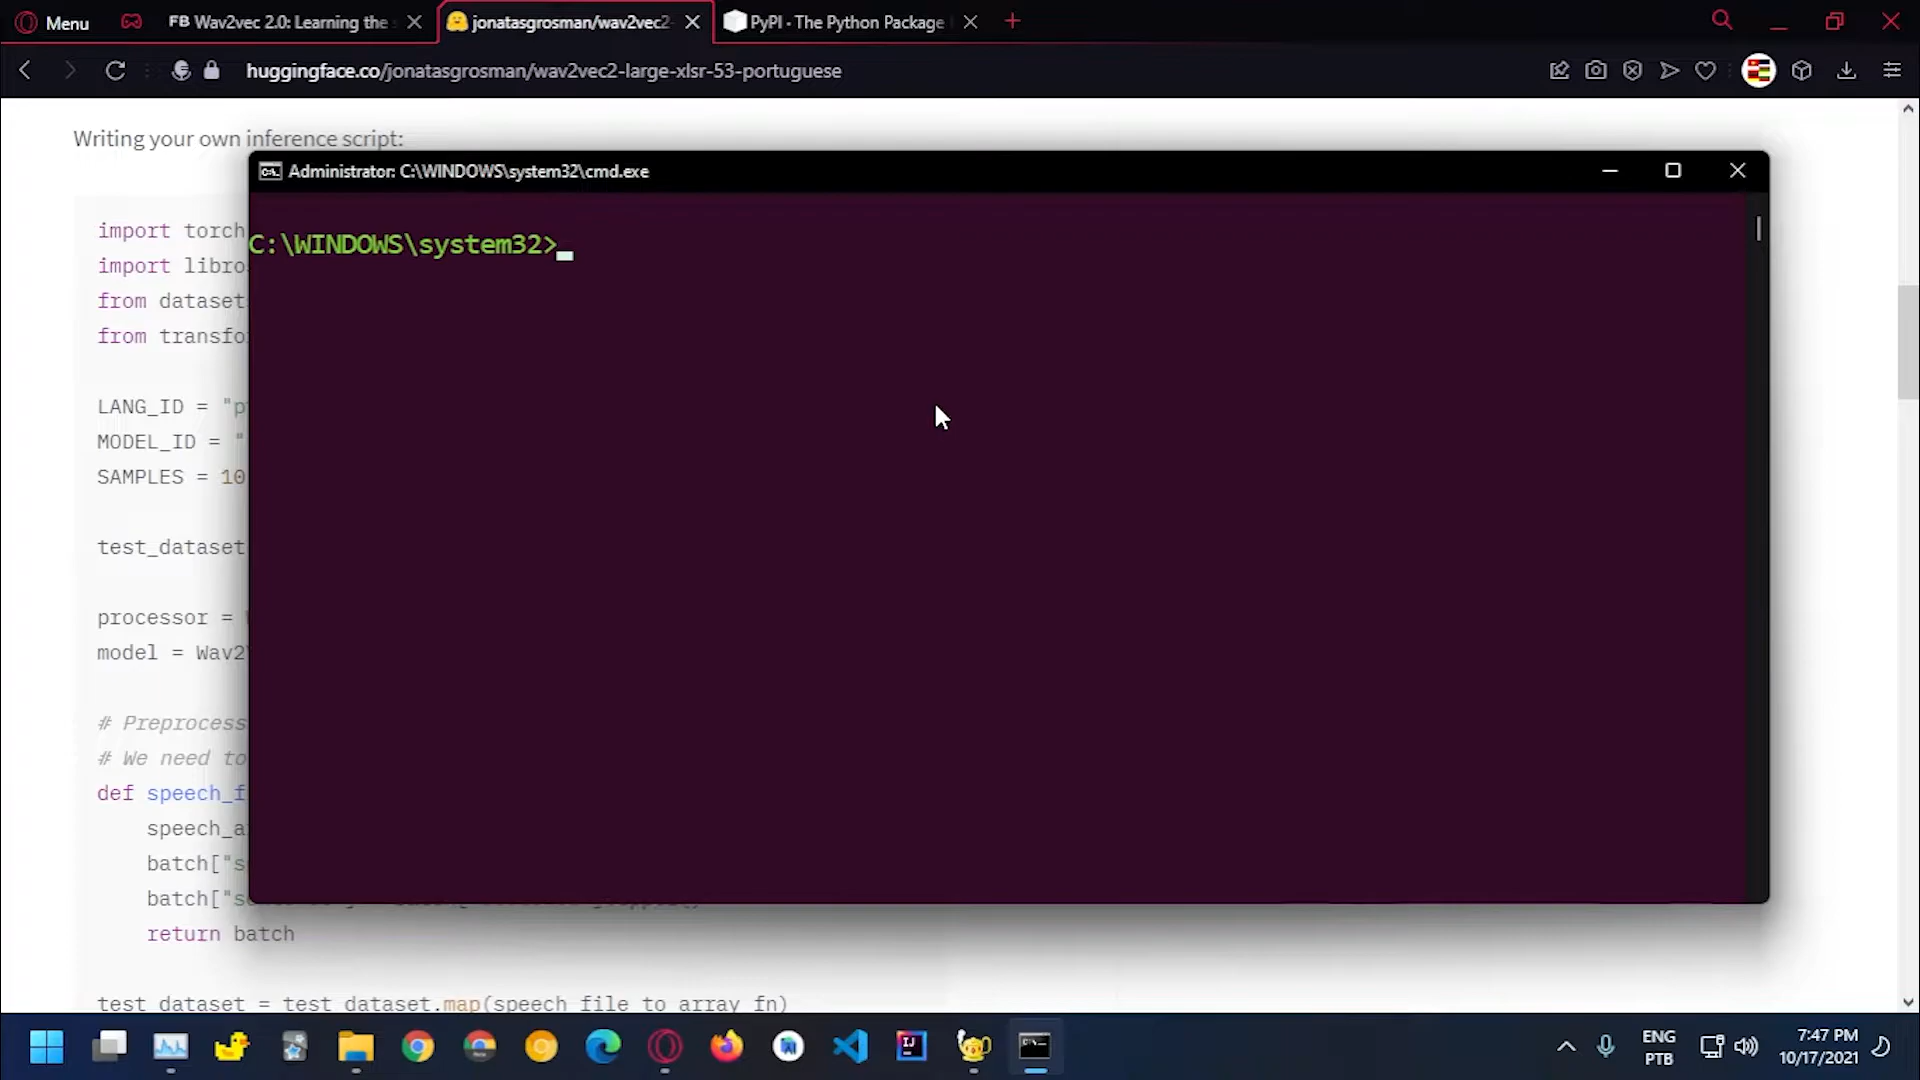 Menu
FB Wav2vec 2.0: Learning the
jonatasgrosman/wav2vec2-
PyPI · The Python Package
huggingface.co/jonatasgrosman/wav2vec2-large-xlsr-53-portuguese
Writing your own inference script:
Administrator: C:\WINDOWS\system32\cmd.exe
C:\WINDOWS\system32>
import torch
import libro
from dataset
from transfo
LANG_ID = "p
MODEL_ID = "
SAMPLES = 10
test_dataset
processor =
model = Wav2
# Preprocess
# We need to
def speech_f
speech_a
batch["s
batch["s
return batch
test_dataset = test_dataset.map(speech_file_to_array_fn)
ENG
PTB
7:47 PM
10/17/2021